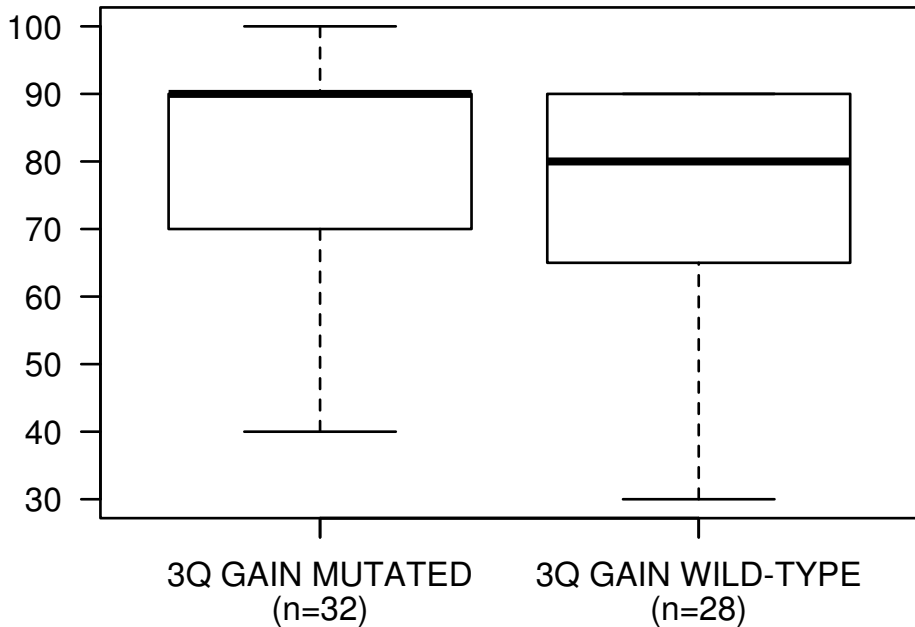 100
90
80
70
60
50
40
30
3Q GAIN MUTATED
(n=32)
3Q GAIN WILD-TYPE
(n=28)